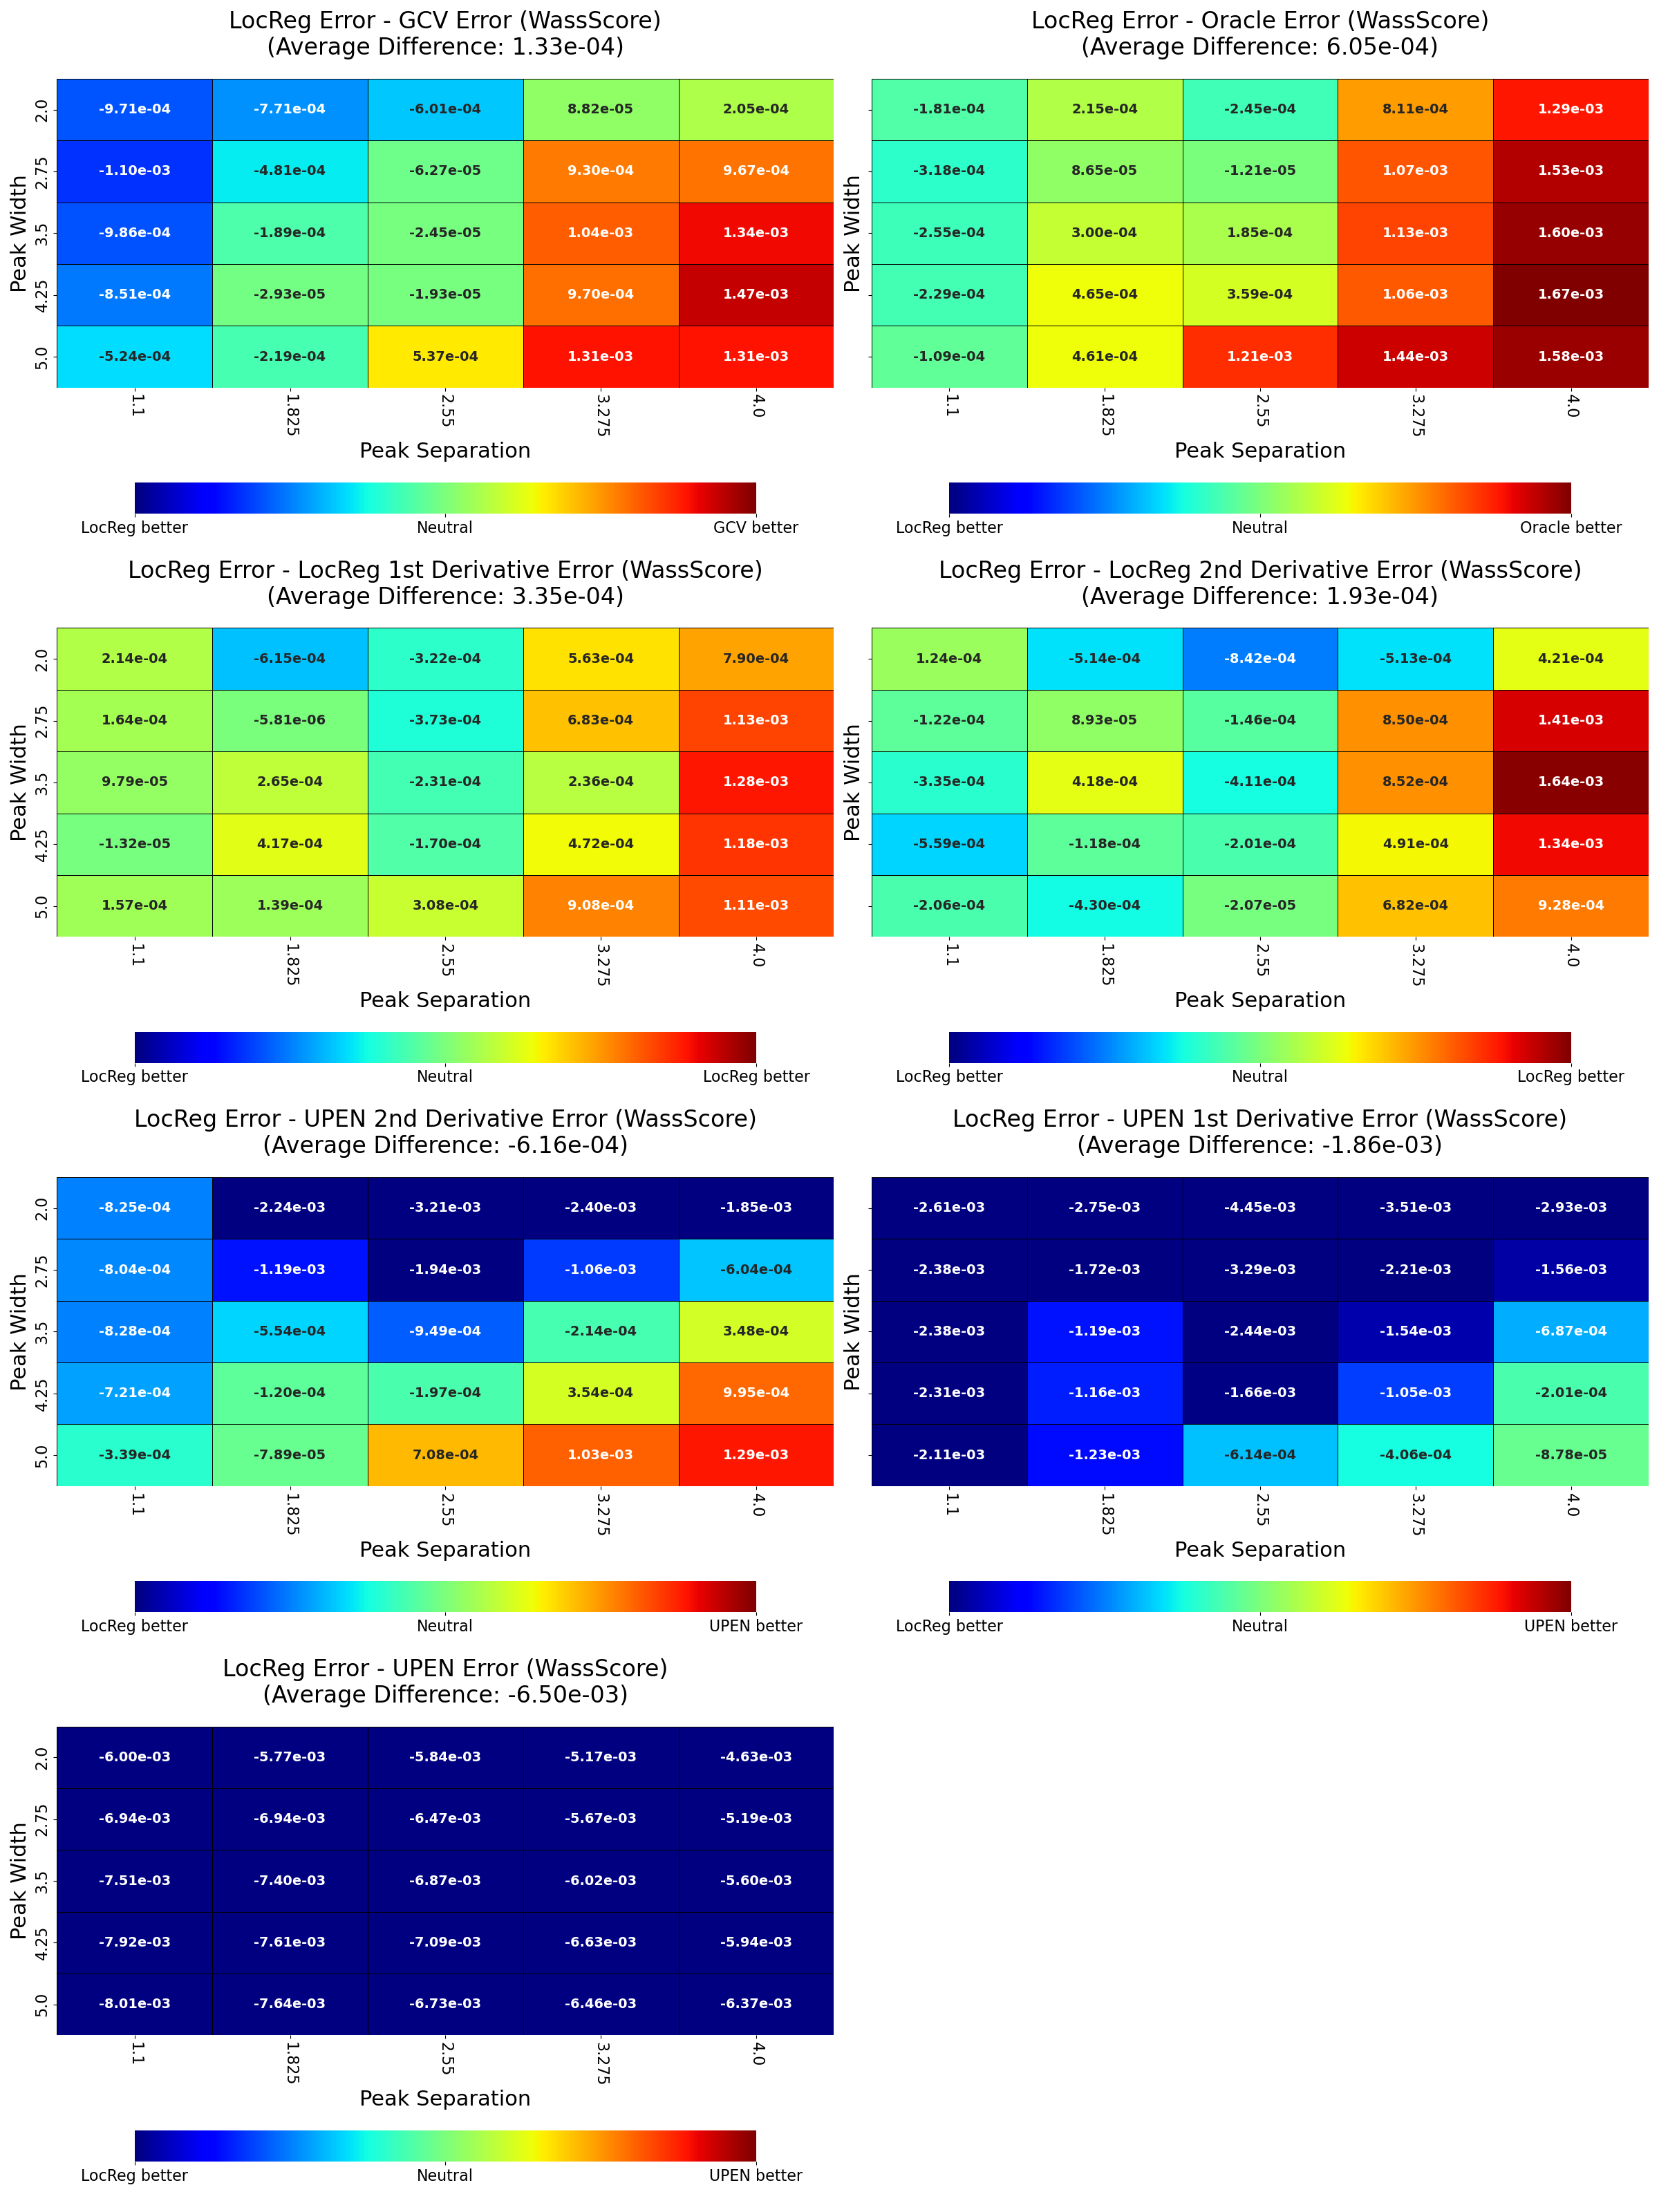 LocReg Error - GCV Error (WassScore)
(Average Difference: 1.33e-04)
Peak Width
2.0 -9.71e-04 -7.71e-04 -6.01e-04 8.82e-05 2.05e-04
2.75 -1.10e-03 -4.81e-04 -6.27e-05 9.30e-04 9.67e-04
3.5 -9.86e-04 -1.89e-04 -2.45e-05 1.04e-03 1.34e-03
4.25 -8.51e-04 -2.93e-05 -1.93e-05 9.70e-04 1.47e-03
5.0 -5.24e-04 -2.19e-04 5.37e-04 1.31e-03 1.31e-03
1.1 1.825 2.55 3.275 4.0
Peak Separation
LocReg better Neutral GCV better
LocReg Error - Oracle Error (WassScore)
(Average Difference: 6.05e-04)
Peak Width
-1.81e-04 2.15e-04 -2.45e-04 8.11e-04 1.29e-03
-3.18e-04 8.65e-05 -1.21e-05 1.07e-03 1.53e-03
-2.55e-04 3.00e-04 1.85e-04 1.13e-03 1.60e-03
-2.29e-04 4.65e-04 3.59e-04 1.06e-03 1.67e-03
-1.09e-04 4.61e-04 1.21e-03 1.44e-03 1.58e-03
1.1 1.825 2.55 3.275 4.0
Peak Separation
LocReg better Neutral Oracle better
LocReg Error - LocReg 1st Derivative Error (WassScore)
(Average Difference: 3.35e-04)
Peak Width
2.0 2.14e-04 -6.15e-04 -3.22e-04 5.63e-04 7.90e-04
2.75 1.64e-04 -5.81e-06 -3.73e-04 6.83e-04 1.13e-03
3.5 9.79e-05 2.65e-04 -2.31e-04 2.36e-04 1.28e-03
4.25 -1.32e-05 4.17e-04 -1.70e-04 4.72e-04 1.18e-03
5.0 1.57e-04 1.39e-04 3.08e-04 9.08e-04 1.11e-03
1.1 1.825 2.55 3.275 4.0
Peak Separation
LocReg better Neutral LocReg better
LocReg Error - LocReg 2nd Derivative Error (WassScore)
(Average Difference: 1.93e-04)
Peak Width
1.24e-04 -5.14e-04 -8.42e-04 -5.13e-04 4.21e-04
-1.22e-04 8.93e-05 -1.46e-04 8.50e-04 1.41e-03
-3.35e-04 4.18e-04 -4.11e-04 8.52e-04 1.64e-03
-5.59e-04 -1.18e-04 -2.01e-04 4.91e-04 1.34e-03
-2.06e-04 -4.30e-04 -2.07e-05 6.82e-04 9.28e-04
1.1 1.825 2.55 3.275 4.0
Peak Separation
LocReg better Neutral LocReg better
LocReg Error - UPEN 2nd Derivative Error (WassScore)
(Average Difference: -6.16e-04)
Peak Width
2.0 -8.25e-04 -2.24e-03 -3.21e-03 -2.40e-03 -1.85e-03
2.75 -8.04e-04 -1.19e-03 -1.94e-03 -1.06e-03 -6.04e-04
3.5 -8.28e-04 -5.54e-04 -9.49e-04 -2.14e-04 3.48e-04
4.25 -7.21e-04 -1.20e-04 -1.97e-04 3.54e-04 9.95e-04
5.0 -3.39e-04 -7.89e-05 7.08e-04 1.03e-03 1.29e-03
1.1 1.825 2.55 3.275 4.0
Peak Separation
LocReg better Neutral UPEN better
LocReg Error - UPEN 1st Derivative Error (WassScore)
(Average Difference: -1.86e-03)
Peak Width
-2.61e-03 -2.75e-03 -4.45e-03 -3.51e-03 -2.93e-03
-2.38e-03 -1.72e-03 -3.29e-03 -2.21e-03 -1.56e-03
-2.38e-03 -1.19e-03 -2.44e-03 -1.54e-03 -6.87e-04
-2.31e-03 -1.16e-03 -1.66e-03 -1.05e-03 -2.01e-04
-2.11e-03 -1.23e-03 -6.14e-04 -4.06e-04 -8.78e-05
1.1 1.825 2.55 3.275 4.0
Peak Separation
LocReg better Neutral UPEN better
LocReg Error - UPEN Error (WassScore)
(Average Difference: -6.50e-03)
Peak Width
2.0 -6.00e-03 -5.77e-03 -5.84e-03 -5.17e-03 -4.63e-03
2.75 -6.94e-03 -6.94e-03 -6.47e-03 -5.67e-03 -5.19e-03
3.5 -7.51e-03 -7.40e-03 -6.87e-03 -6.02e-03 -5.60e-03
4.25 -7.92e-03 -7.61e-03 -7.09e-03 -6.63e-03 -5.94e-03
5.0 -8.01e-03 -7.64e-03 -6.73e-03 -6.46e-03 -6.37e-03
1.1 1.825 2.55 3.275 4.0
Peak Separation
LocReg better Neutral UPEN better